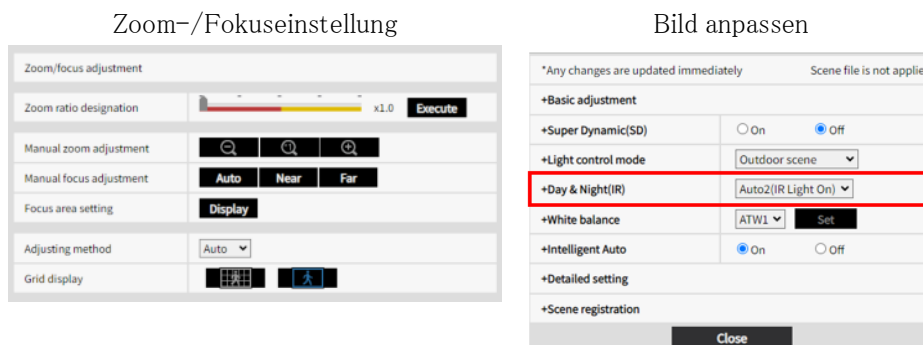 Zoom-/Fokuseinstellung
Zoom/focus adjustment
Zoom ratio designation x1.0 Execute
Manual zoom adjustment
Manual focus adjustment Auto Near Far
Focus area setting Display
Adjusting method Auto
Grid display
Bild anpassen
*Any changes are updated immediately Scene file is not applie
+Basic adjustment
+Super Dynamic(SD) On Off
+Light control mode Outdoor scene
+Day & Night(IR) Auto2(IR Light On)
+White balance ATW1 Set
+Intelligent Auto On Off
+Detailed setting
+Scene registration
Close